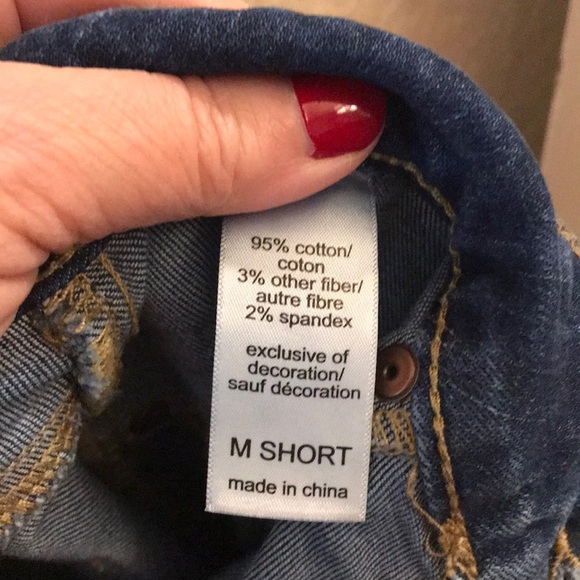 95% cotton/
coton
3% other fiber/
autre fibre
2% spandex
exclusive of
decoration/
sauf décoration
M SHORT
made in china